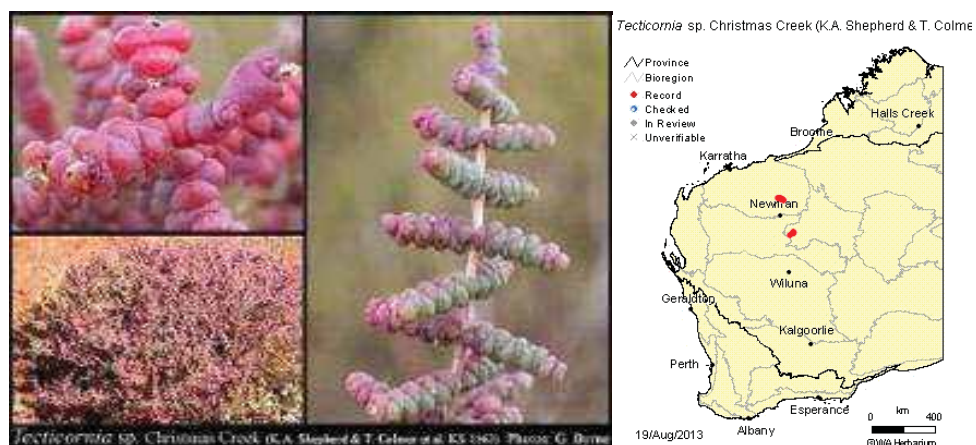 Tecticornia sp. Christmas Creek (K.A. Shepherd & T. Colmer et al. KS
Photos: G. Byrne
Tecticornia sp. Christmas Creek (K.A. Shepherd & T. Colme
Province
Bioregion
Record
Checked
In Review
Unverifiable
Halls Creek
Broome
Karratha
Newman
Wiluna
Geraldton
Kalgoorlie
Perth
Esperance
Albany
km
0 400
19/Aug/2013
©WA Herbarium